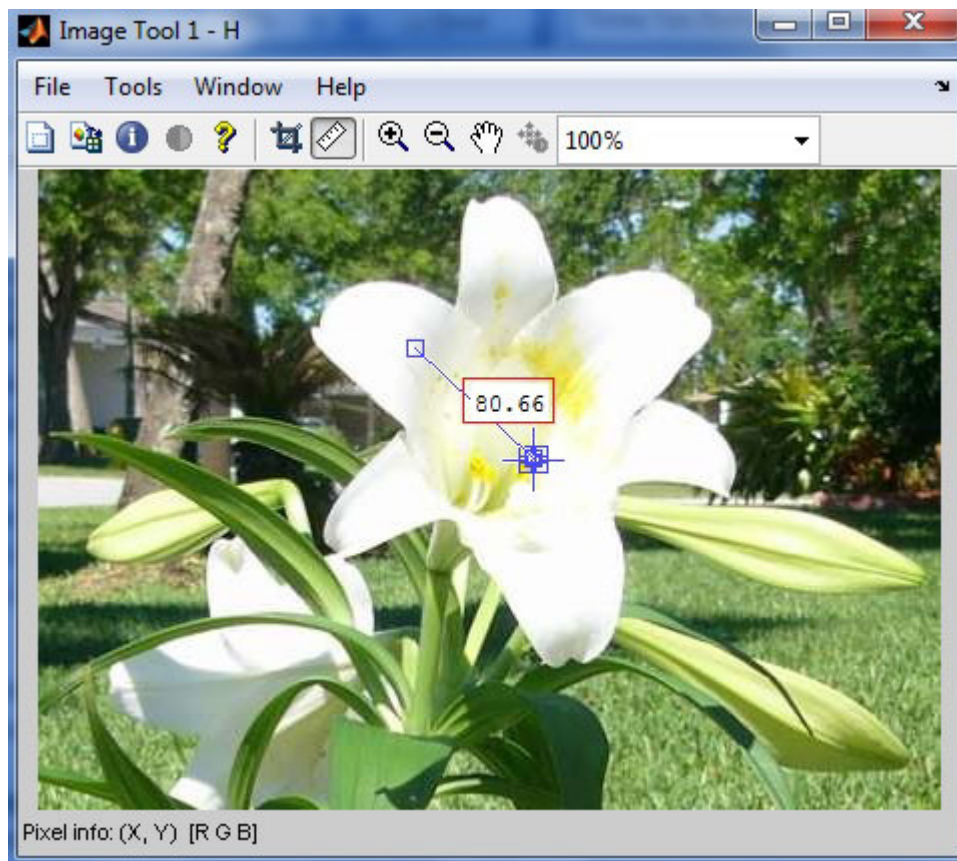 Image Tool 1 - H
File Tools Window Help
100%
80.66
Pixel info: (X, Y) [R G B]